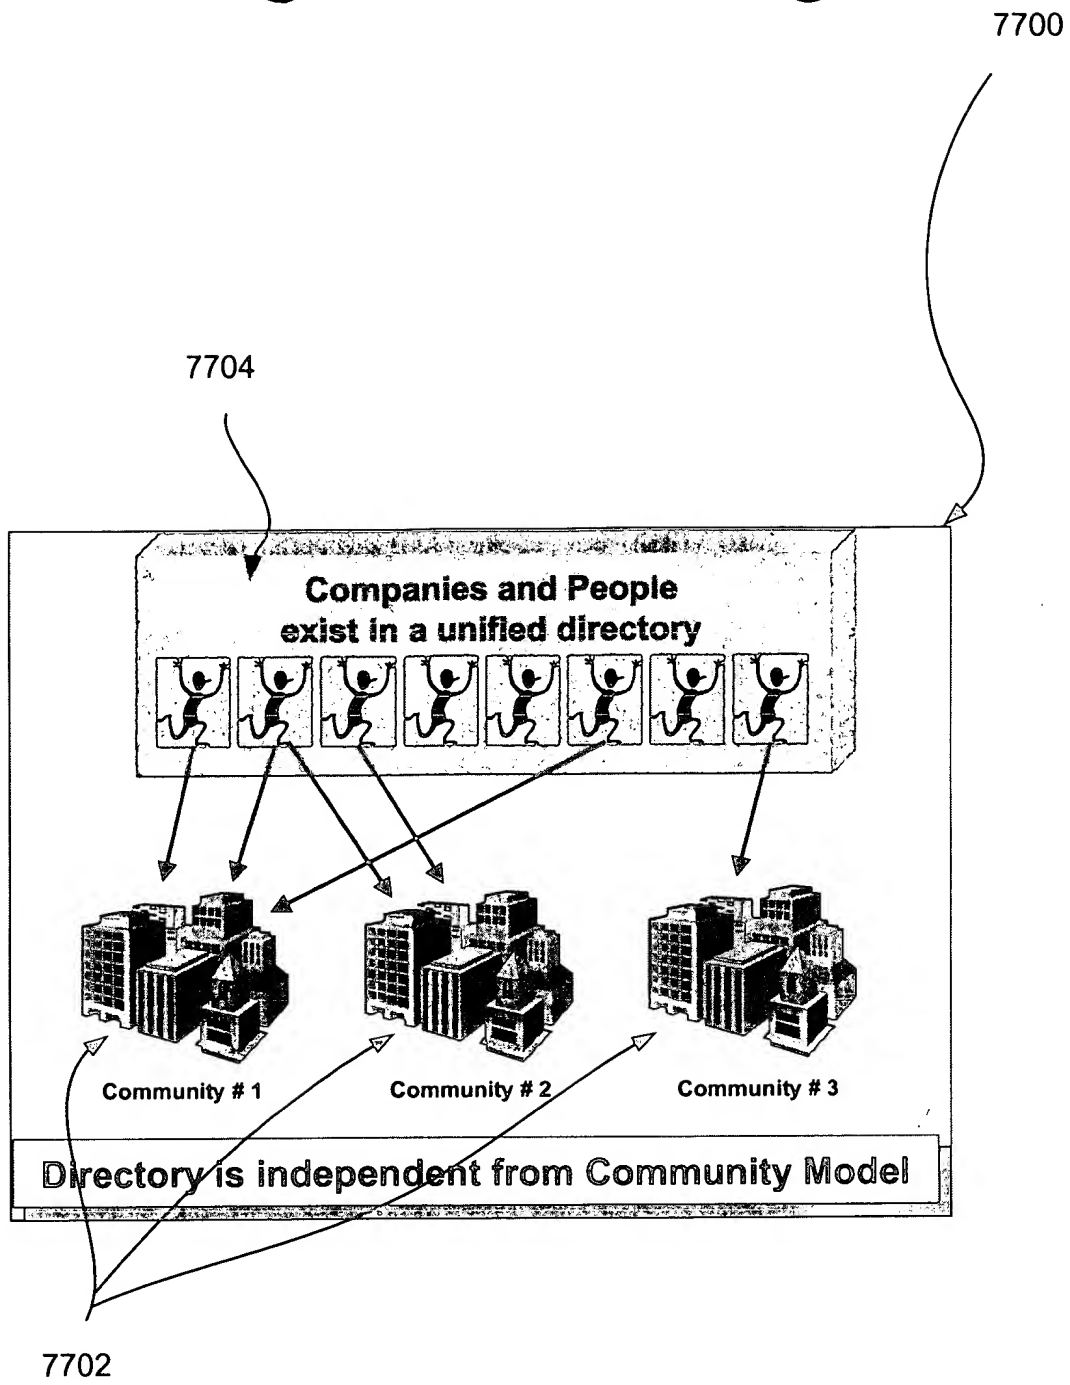 7700
7704
Companies and People
exist in a unified directory
Community # 1
Community # 2
Community # 3
Directory is independent from Community Model
7702